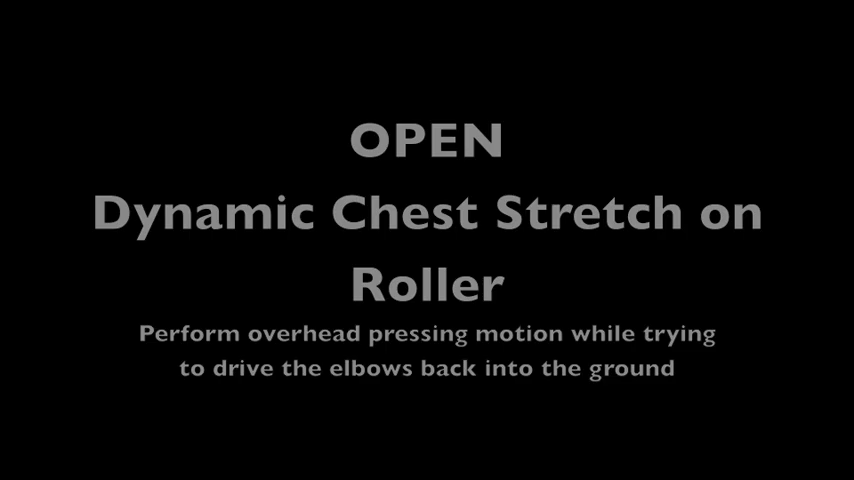 OPEN
Dynamic Chest Stretch on
Roller
Perform overhead pressing motion while trying
to drive the elbows back into the ground